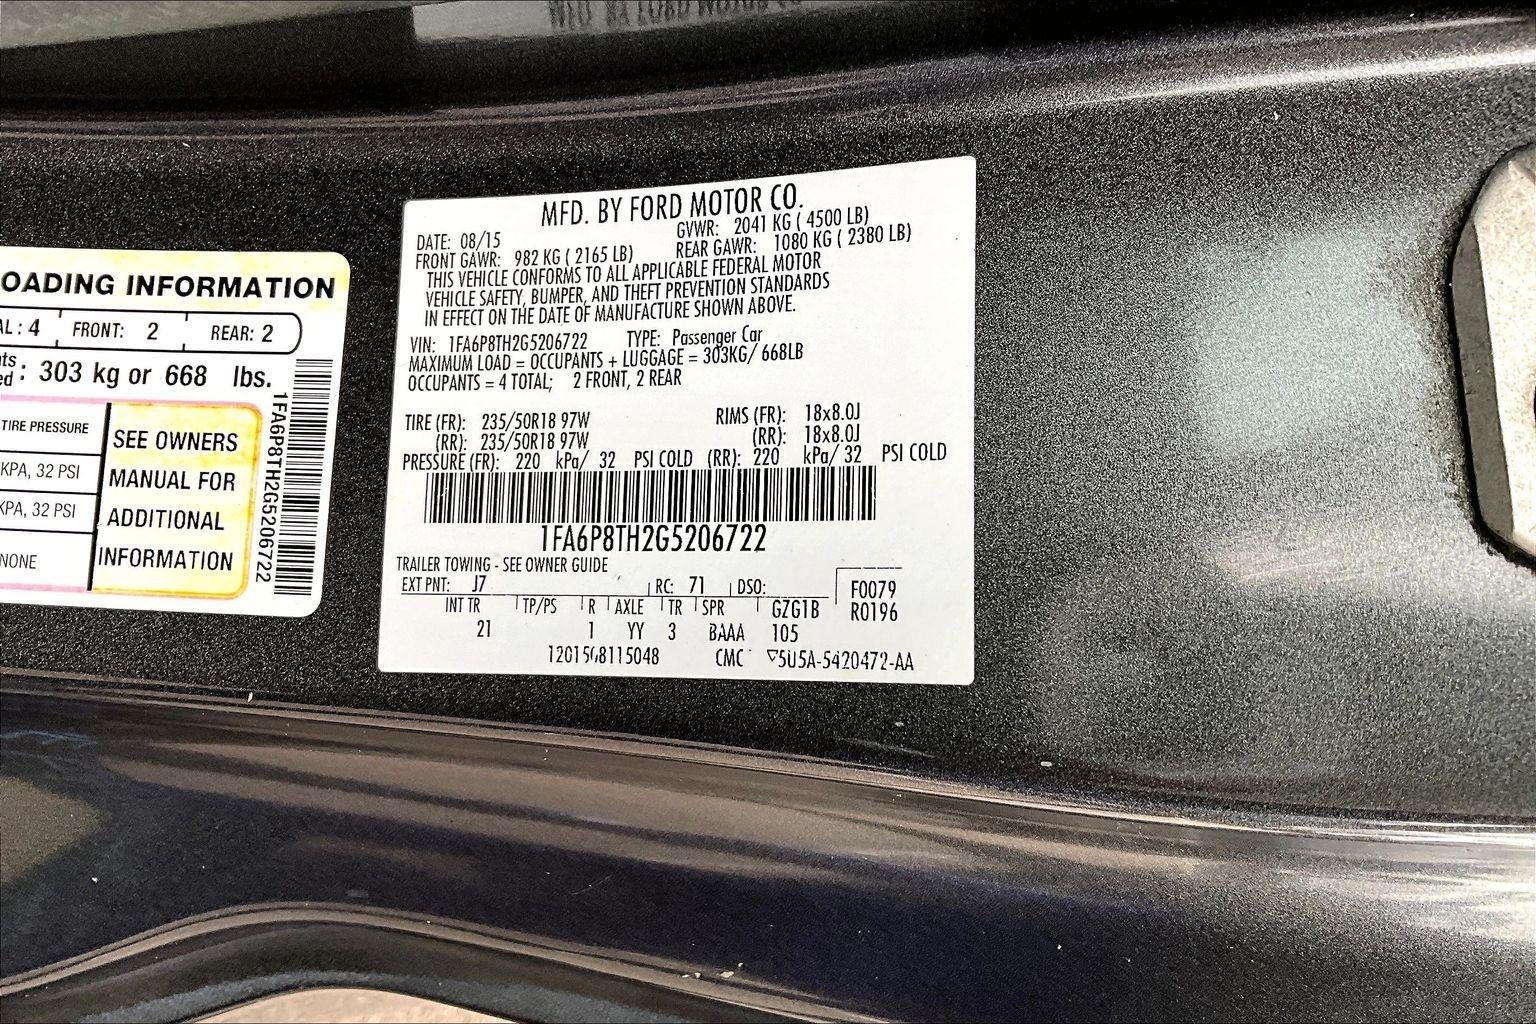 MFD. BY FORD MOTOR CO.
DATE: 08/15 GVWR: 2041 KG ( 4500 LB)
FRONT GAWR: 982 KG ( 2165 LB) REAR GAWR: 1080 KG ( 2380 LB)
THIS VEHICLE CONFORMS TO ALL APPLICABLE FEDERAL MOTOR
VEHICLE SAFETY, BUMPER, AND THEFT PREVENTION STANDARDS
IN EFFECT ON THE DATE OF MANUFACTURE SHOWN ABOVE.
VIN: 1FA6P8TH2G5206722 TYPE: Passenger Car
MAXIMUM LOAD = OCCUPANTS + LUGGAGE = 303KG/ 668LB
OCCUPANTS = 4 TOTAL; 2 FRONT, 2 REAR
TIRE (FR): 235/50R18 97W RIMS (FR): 18x8.0J
(RR): 235/50R18 97W (RR): 18x8.0J
PRESSURE (FR): 220 kPa/ 32 PSI COLD (RR): 220 kPa/ 32 PSI COLD
1FA6P8TH2G5206722
TRAILER TOWING - SEE OWNER GUIDE
EXT PNT: J7 RC: 71 DSO: F0079
INT TR TP/PS R AXLE TR SPR GZG1B R0196
21 1 YY 3 BAAA 105
1201508115048 CMC 5U5A-5420472-AA
OADING INFORMATION
AL : 4 FRONT: 2 REAR: 2
303 kg or 668 lbs.
TIRE PRESSURE
KPA, 32 PSI
KPA, 32 PSI
NONE
SEE OWNERS
MANUAL FOR
ADDITIONAL
INFORMATION
1FA6P8TH2G5206722